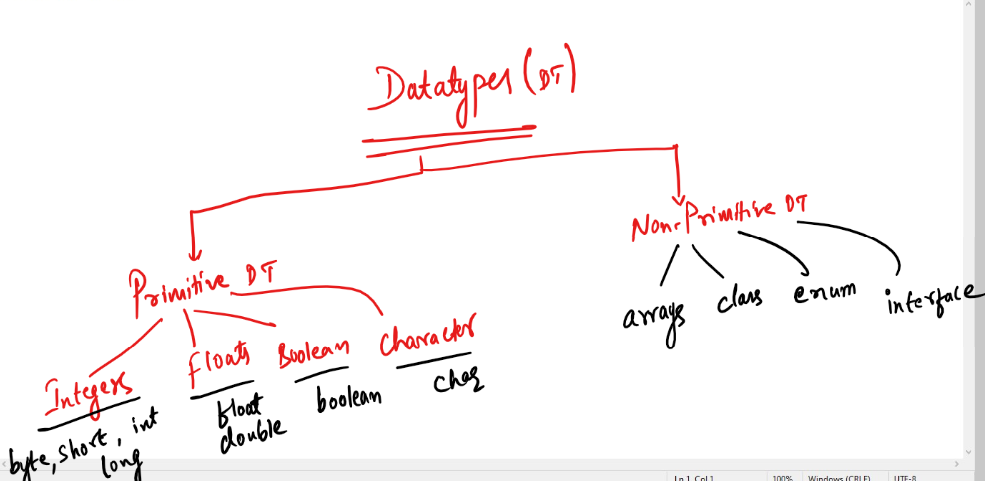 Datatypes (DT)
Non-Primitive DT
arrays class enum interface
Primitive DT
Integers Floats Boolean Character
byte, short, int
long
float
double
boolean
char
Ln 1, Col 1 100% Windows (CRLF) UTF-8